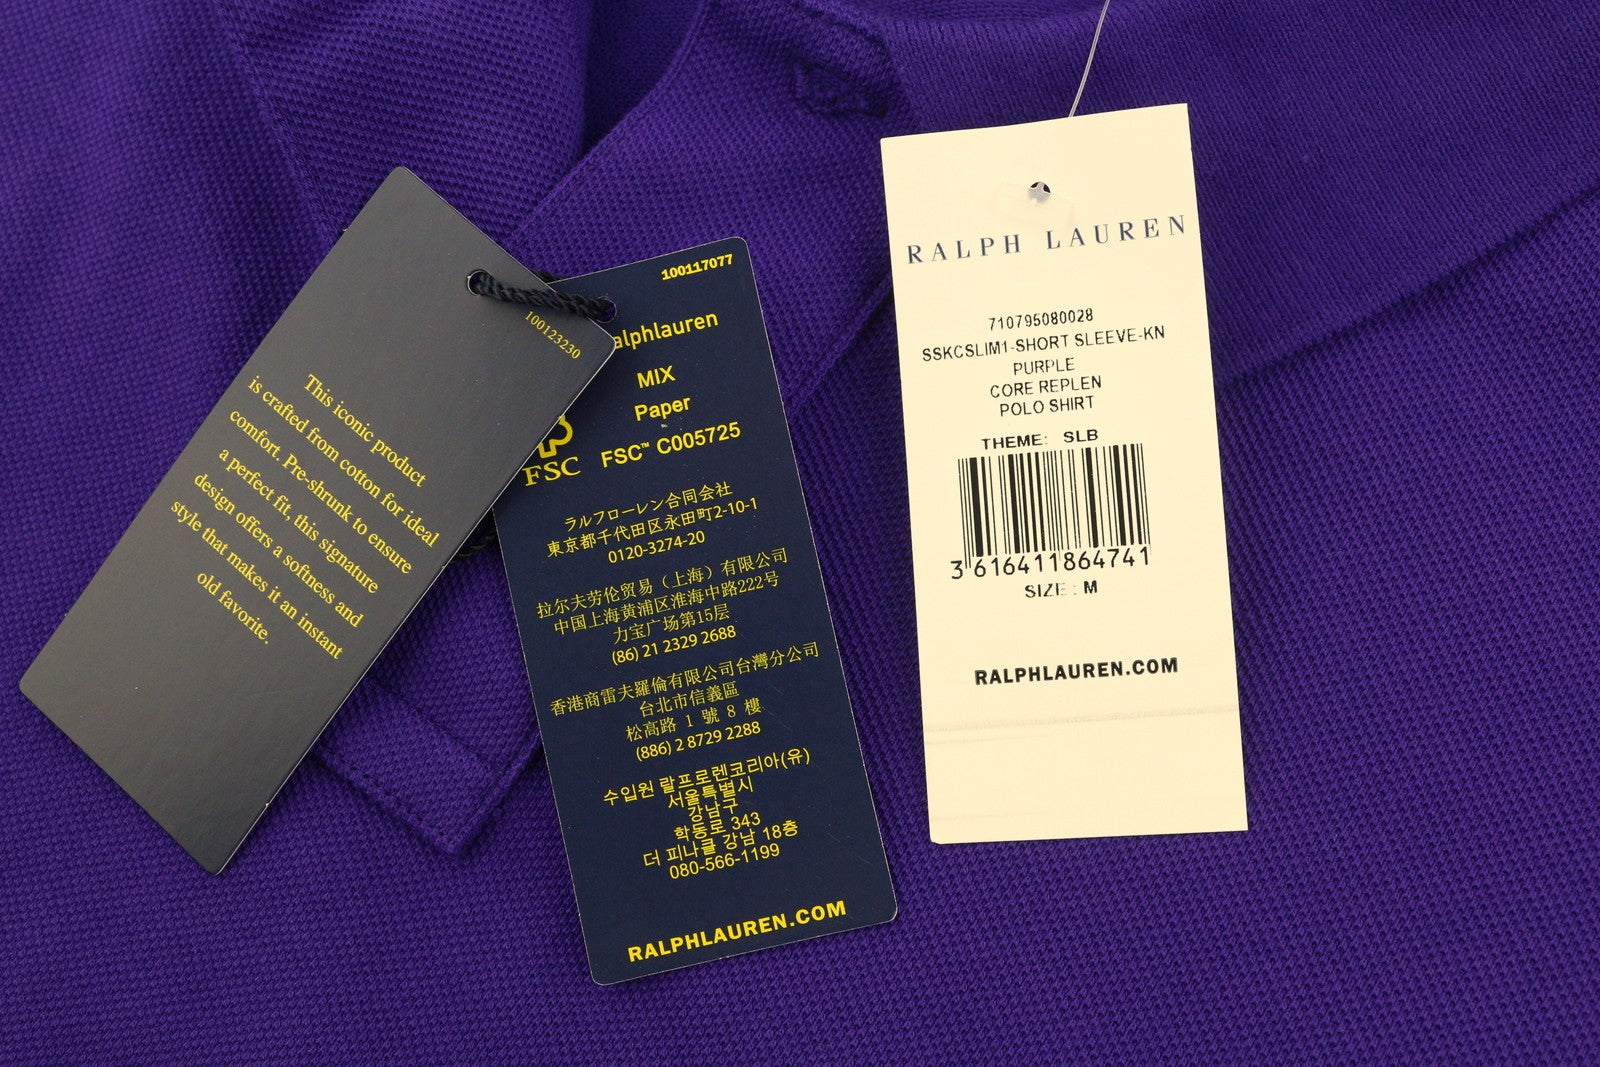 100123230
This iconic product
is crafted from cotton for ideal
comfort. Pre-shrunk to ensure
a perfect fit, this signature
design offers a softness and
style that makes it an instant
old favorite.
100117077
alphlauren
MIX
Paper
FSC™ C005725
FSC
ラルフローレン合同会社
東京都千代田区永田町2-10-1
0120-3274-20
拉尔夫劳伦贸易（上海）有限公司
中国上海黄浦区淮海中路222号
力宝广场第15层
(86) 21 2329 2688
香港商雷夫羅倫有限公司台灣分公司
台北市信義區
松高路 1 號 8 樓
(886) 2 8729 2288
수입원 랄프로렌코리아(유)
서울특별시
강남구
학동로 343
더 피나클 강남 18층
080-566-1199
RALPHLAUREN.COM
RALPH LAUREN
710795080028
SSKCSLIM1-SHORT SLEEVE-KN
PURPLE
CORE REPLEN
POLO SHIRT
THEME: SLB
3616411864741
SIZE : M
RALPHLAUREN.COM